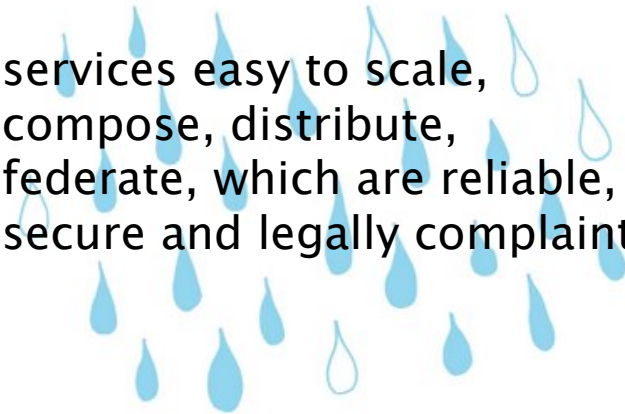 services easy to scale,
compose, distribute,
federate, which are reliable,
secure and legally complaint